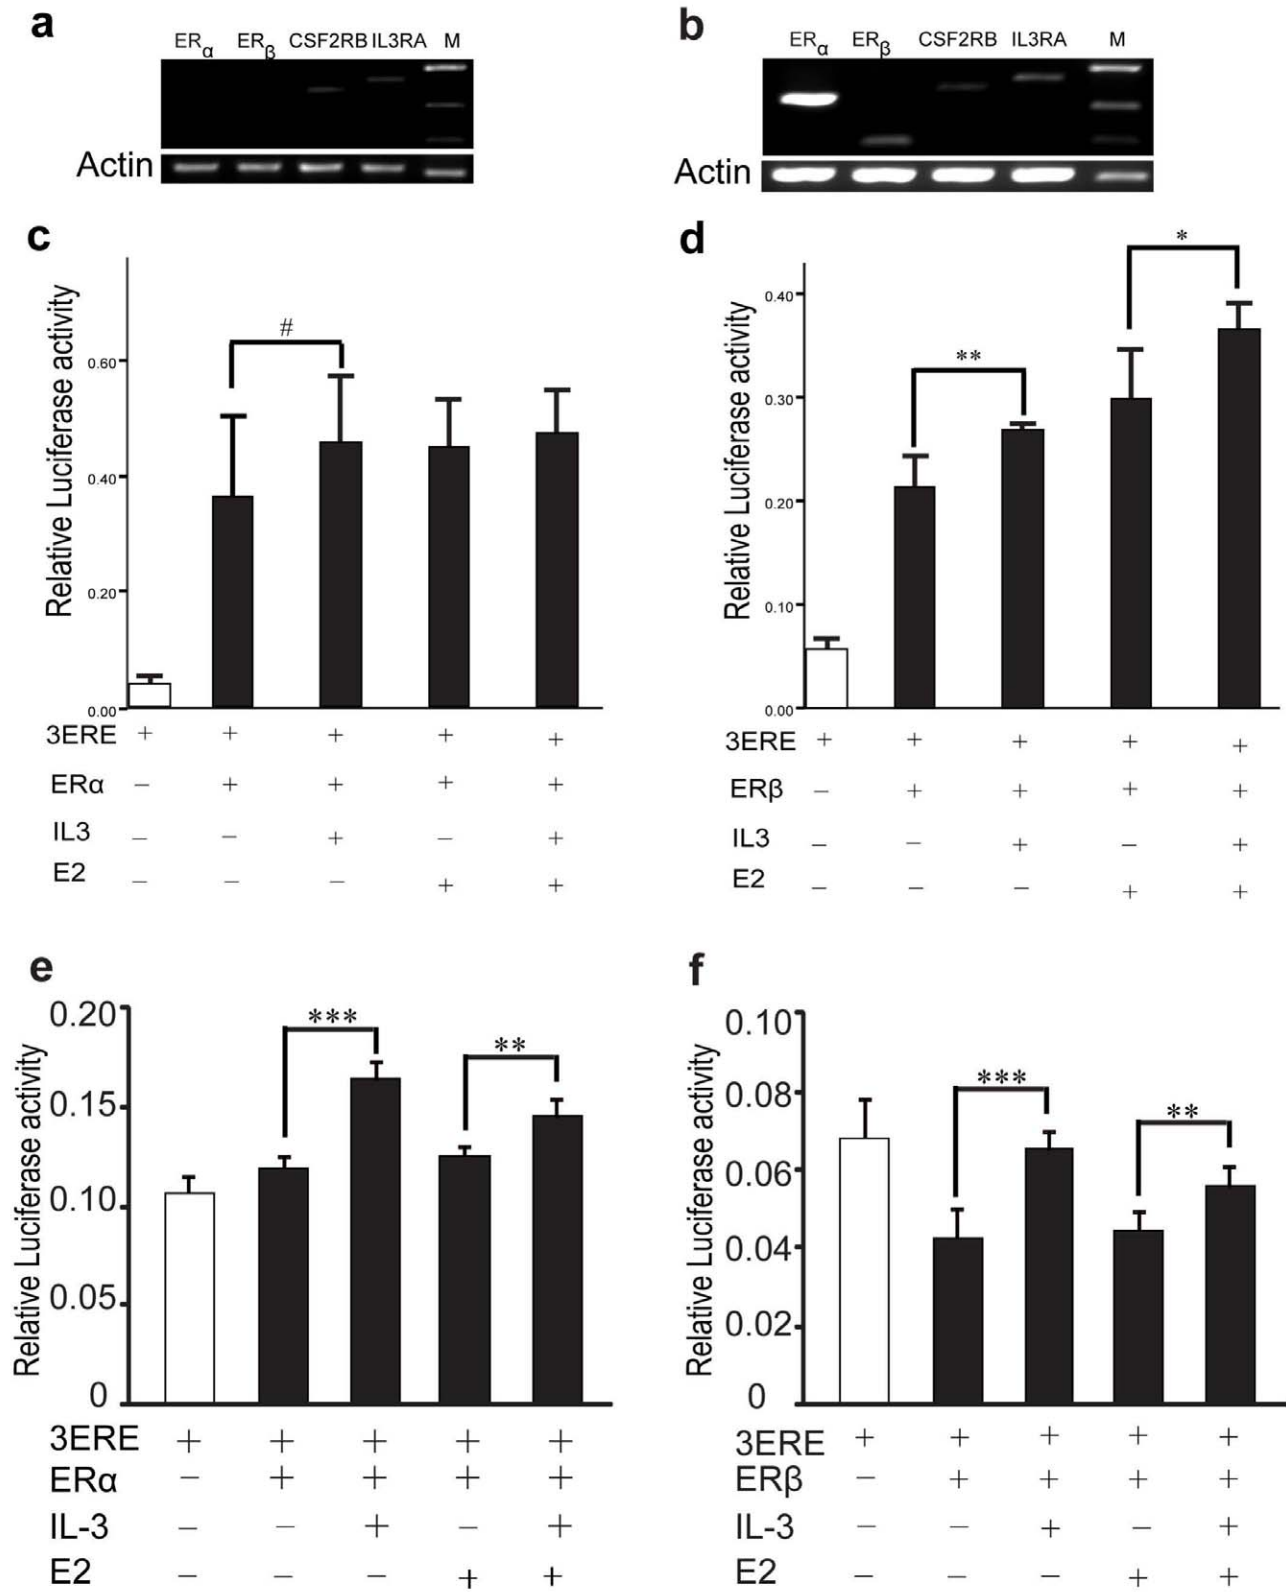 a
ERα ERβ CSF2RB IL3RA M
Actin
b
ERα ERβ CSF2RB IL3RA M
Actin
c
Relative Luciferase activity
0.60
0.40
0.20
0.00
#
3ERE + + + + +
ERα – + + + +
IL3 – – + – +
E2 – – – + +
d
Relative Luciferase activity
0.40
0.30
0.20
0.10
0.00
**
*
3ERE + + + + +
ERβ – + + + +
IL3 – – + – +
E2 – – – + +
e
Relative Luciferase activity
0.20
0.15
0.10
0.05
0
***
**
3ERE + + + + +
ERα – + + + +
IL-3 – – + – +
E2 – – – + +
f
Relative Luciferase activity
0.10
0.08
0.06
0.04
0.02
0
***
**
3ERE + + + + +
ERβ – + + + +
IL-3 – – + – +
E2 – – – + +